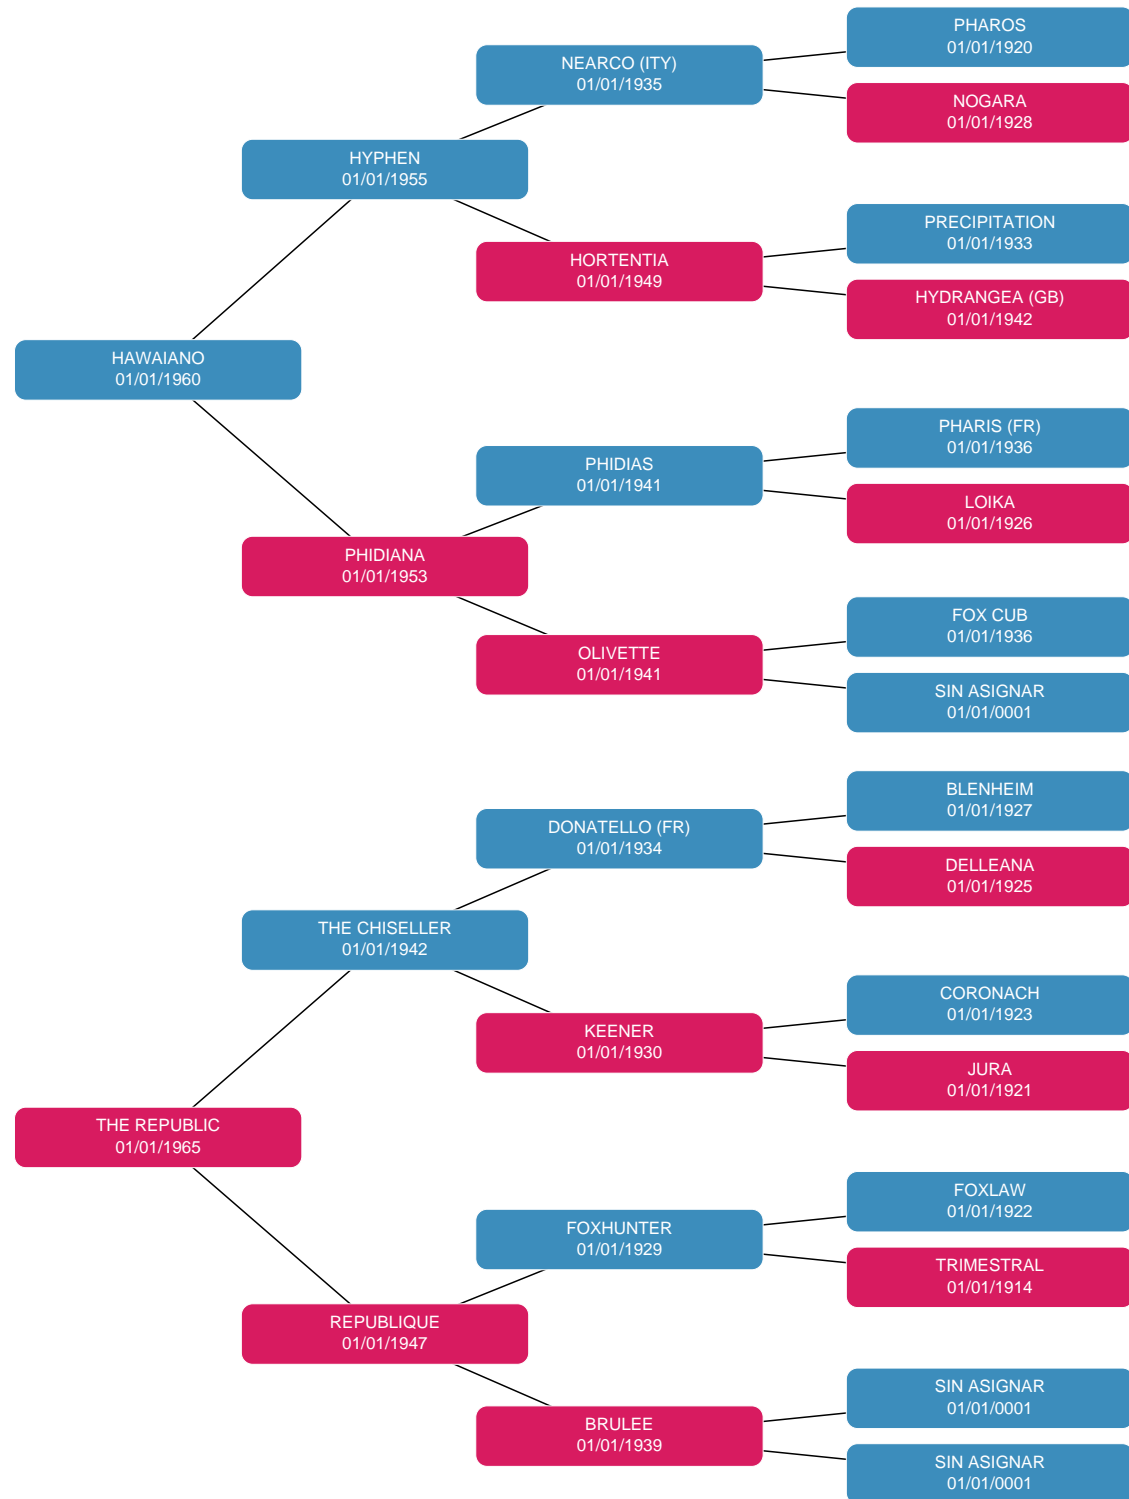 PHAROS
01/01/1920
NEARCO (ITY)
01/01/1935
NOGARA
01/01/1928
HYPHEN
01/01/1955
PRECIPITATION
01/01/1933
HORTENTIA
01/01/1949
HYDRANGEA (GB)
01/01/1942
HAWAIANO
01/01/1960
PHARIS (FR)
01/01/1936
PHIDIAS
01/01/1941
LOIKA
01/01/1926
PHIDIANA
01/01/1953
FOX CUB
01/01/1936
OLIVETTE
01/01/1941
SIN ASIGNAR
01/01/0001
BLENHEIM
01/01/1927
DONATELLO (FR)
01/01/1934
DELLEANA
01/01/1925
THE CHISELLER
01/01/1942
CORONACH
01/01/1923
KEENER
01/01/1930
JURA
01/01/1921
THE REPUBLIC
01/01/1965
FOXLAW
01/01/1922
FOXHUNTER
01/01/1929
TRIMESTRAL
01/01/1914
REPUBLIQUE
01/01/1947
SIN ASIGNAR
01/01/0001
BRULEE
01/01/1939
SIN ASIGNAR
01/01/0001